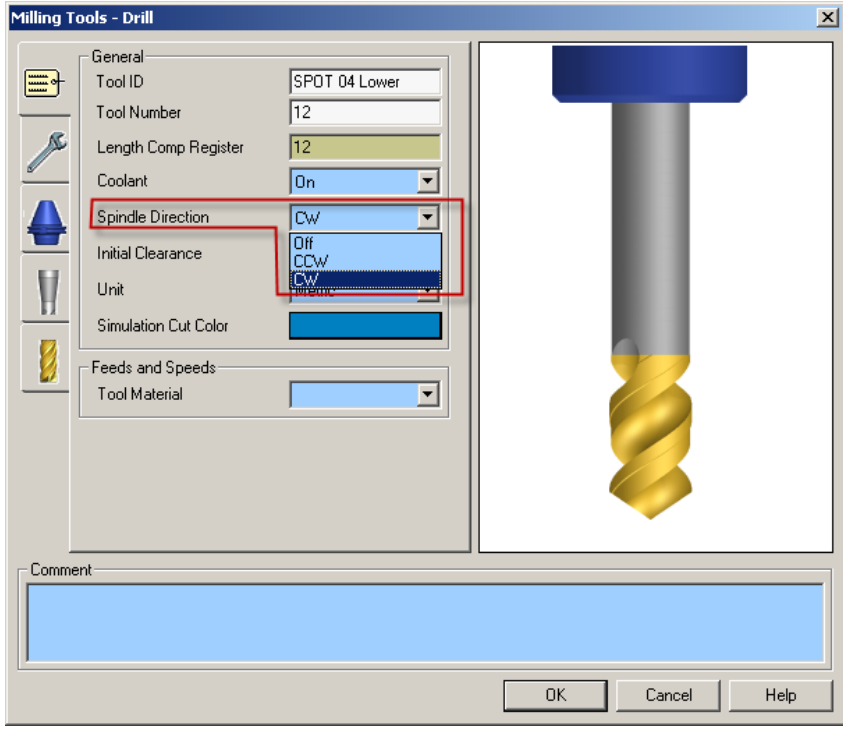 Milling Tools - Drill
General
Tool ID SPOT 04 Lower
Tool Number 12
Length Comp Register 12
Coolant On
Spindle Direction CW
Off
Initial Clearance
CCW
CW
Unit Metric
Simulation Cut Color
Feeds and Speeds
Tool Material
Comment
OK Cancel Help